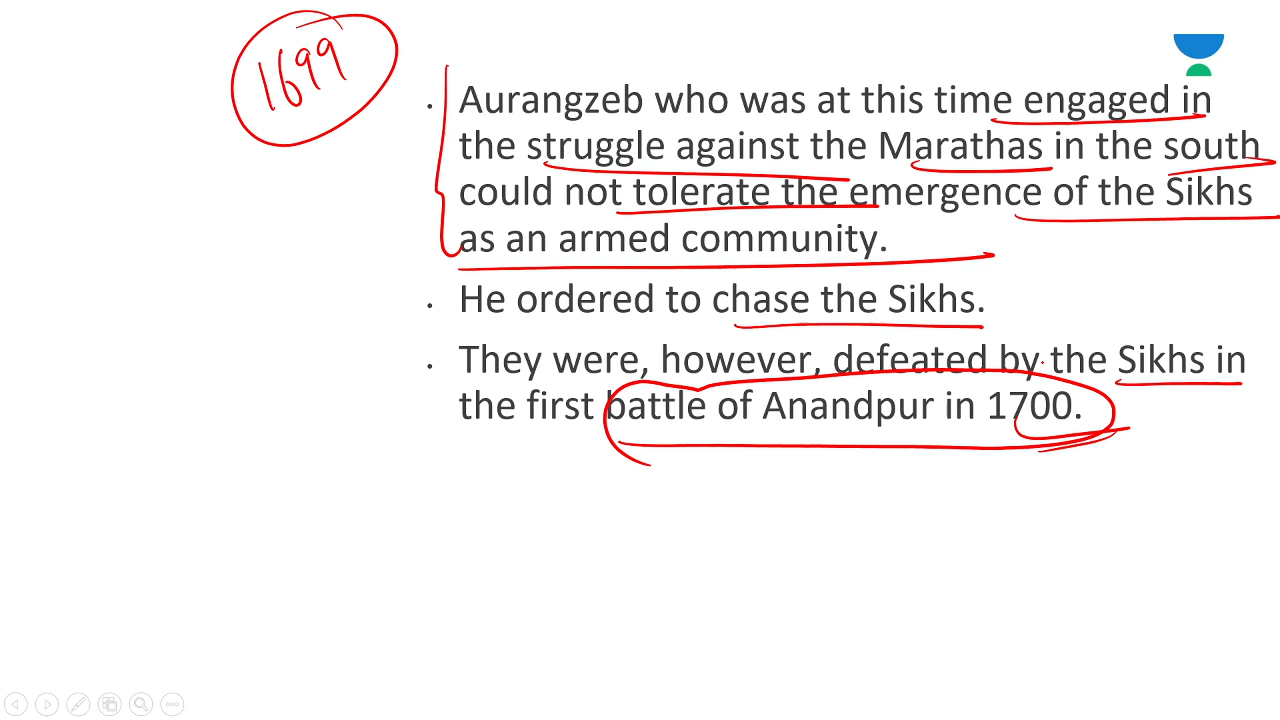 1699
. Aurangzeb who was at this time engaged in
the struggle against the Marathas in the south
could not tolerate the emergence of the Sikhs
as an armed community.
. He ordered to chase the Sikhs.
. They were, however, defeated by the Sikhs in
the first battle of Anandpur in 1700.